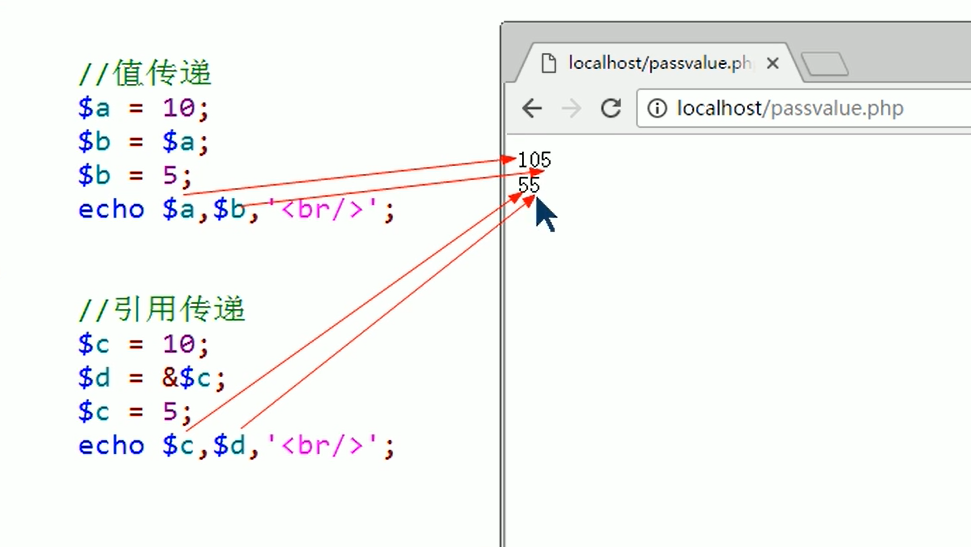 //值传递
$a = 10;
$b = $a;
$b = 5;
echo $a,$b,'<br/>';
//引用传递
$c = 10;
$d = &$c;
$c = 5;
echo $c,$d,'<br/>';
localhost/passvalue.ph
localhost/passvalue.php
105
55